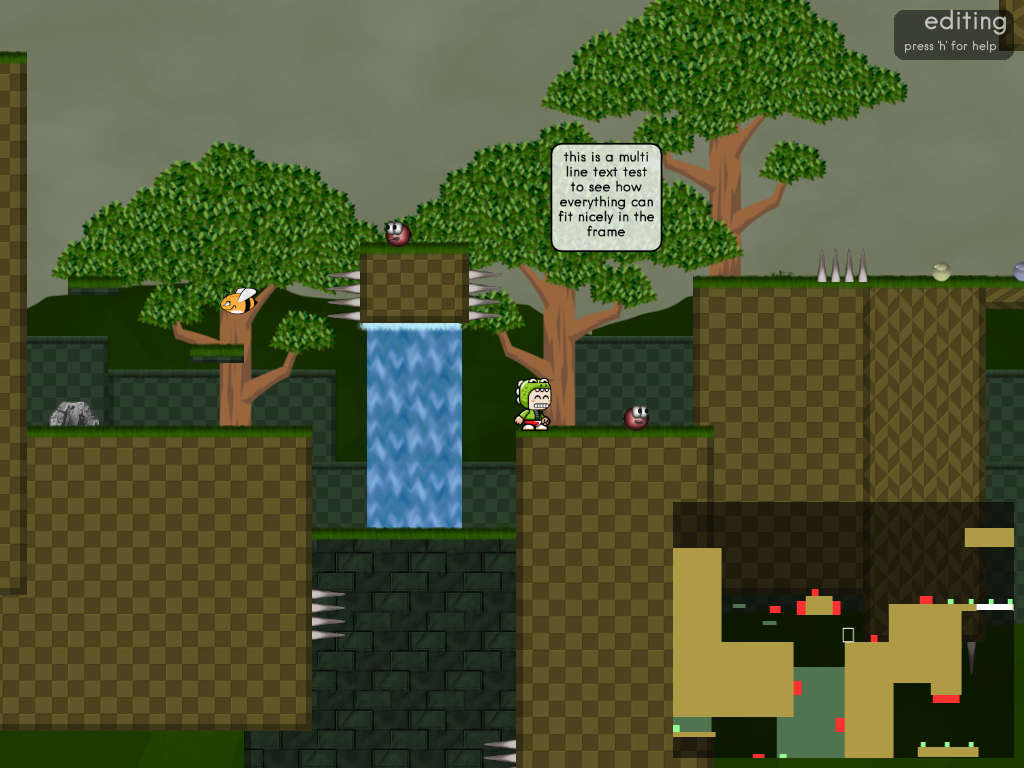 editing
press 'h' for help
this is a multi
line text test
to see how
everything can
fit nicely in the
frame